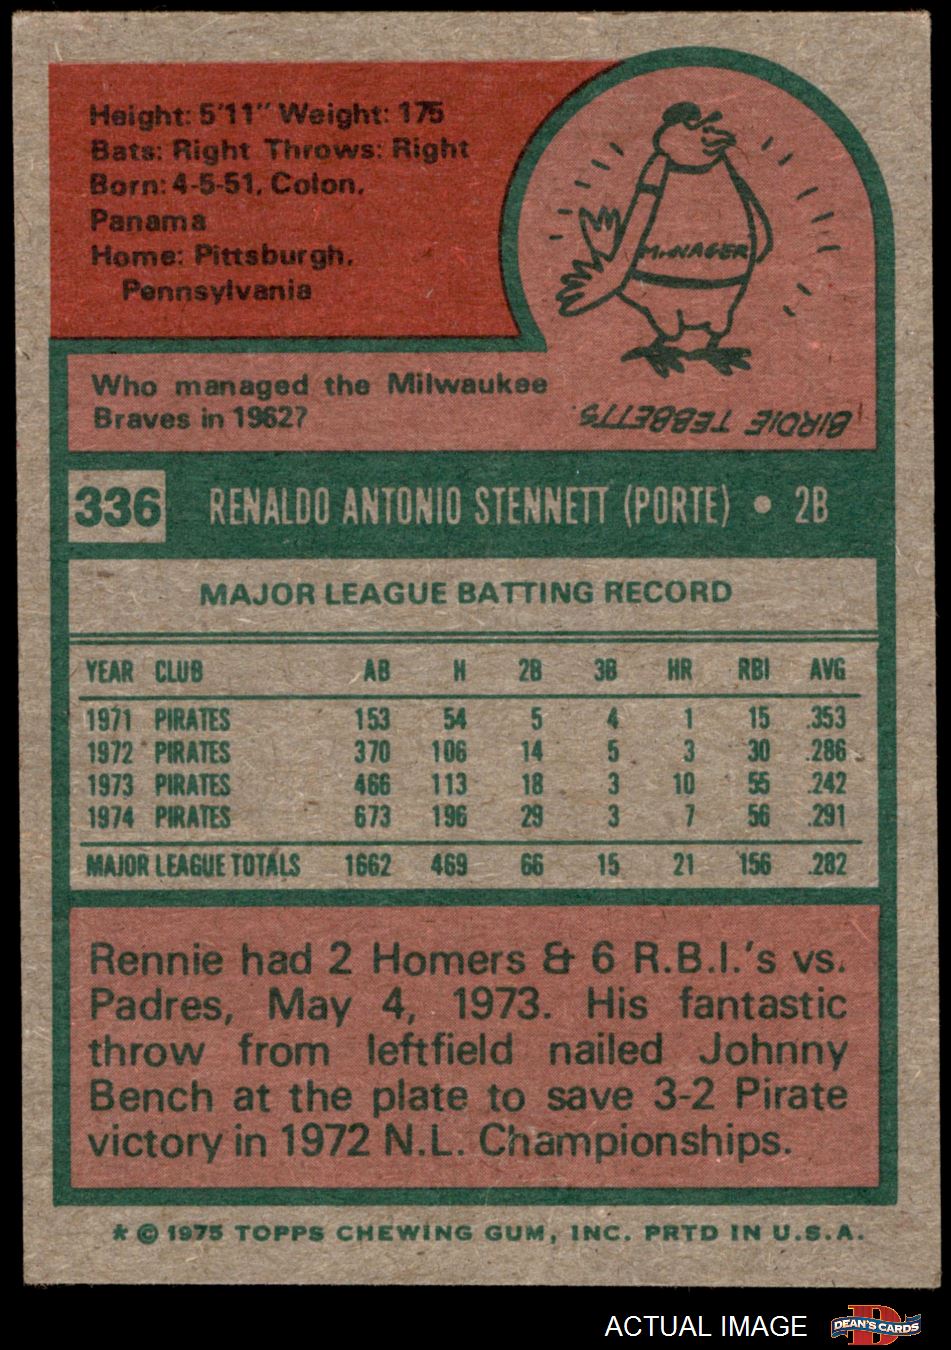 Height: 5'11" Weight: 175
Bats: Right Throws: Right
Born: 4-5-51, Colon,
Panama
Home: Pittsburgh,
Pennsylvania
MANAGER
Who managed the Milwaukee
Braves in 1962?
BIRDIE TEBBETTS.
336 RENALDO ANTONIO STENNETT (PORTE) • 2B
MAJOR LEAGUE BATTING RECORD
YEAR CLUB AB H 2B 3B HR RBI AVG
1971 PIRATES 153 54 5 4 1 15 .353
1972 PIRATES 370 106 14 5 3 30 .286
1973 PIRATES 466 113 18 3 10 55 .242
1974 PIRATES 673 196 29 3 7 56 .291
MAJOR LEAGUE TOTALS 1662 469 66 15 21 156 .282
Rennie had 2 Homers & 6 R.B.I.'s vs.
Padres, May 4, 1973. His fantastic
throw from leftfield nailed Johnny
Bench at the plate to save 3-2 Pirate
victory in 1972 N.L. Championships.
* © 1975 TOPPS CHEWING GUM, INC. PRTD IN U.S.A.
ACTUAL IMAGE
D
DEAN'S CARDS